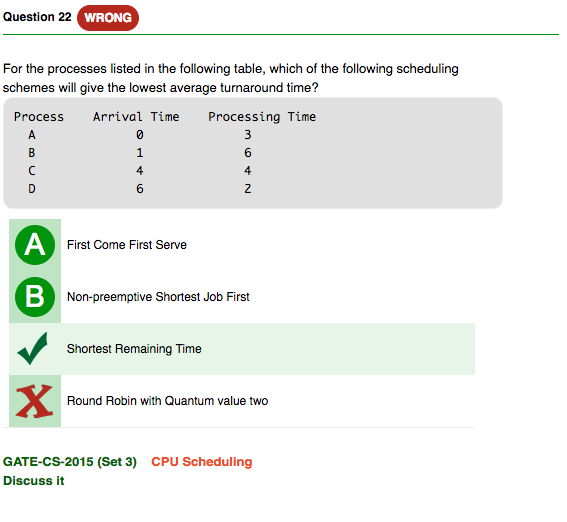 Question 22 WRONG
For the processes listed in the following table, which of the following scheduling
schemes will give the lowest average turnaround time?
Process Arrival Time Processing Time
A 0 3
B 1 6
C 4 4
D 6 2
A First Come First Serve
B Non-preemptive Shortest Job First
Shortest Remaining Time
X Round Robin with Quantum value two
GATE-CS-2015 (Set 3) CPU Scheduling
Discuss it